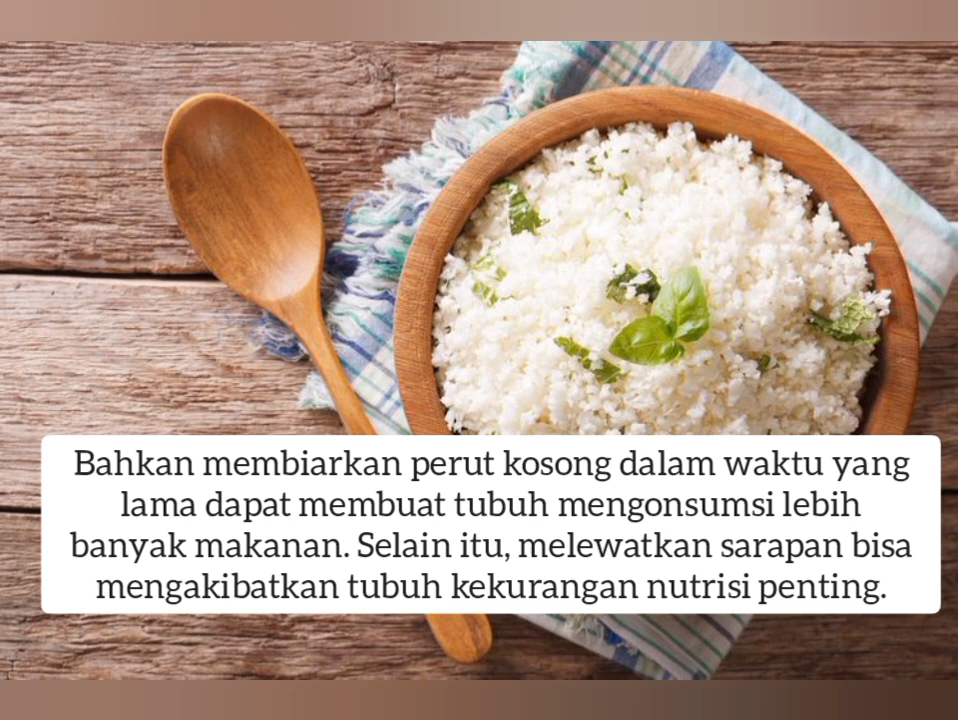 Bahkan membiarkan perut kosong dalam waktu yang
lama dapat membuat tubuh mengonsumsi lebih
banyak makanan. Selain itu, melewatkan sarapan bisa
mengakibatkan tubuh kekurangan nutrisi penting.